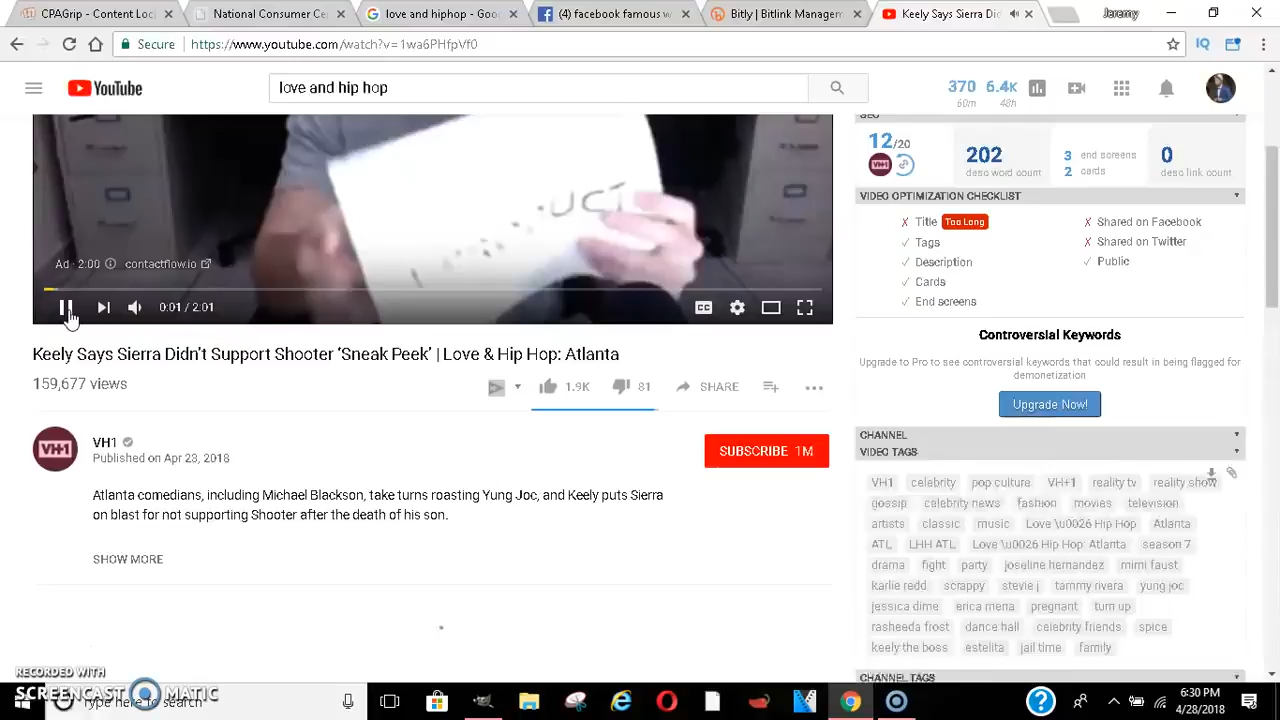 CPAGrip - Content Lock
National Consumer Ce
love and hiphop - Goo
(4) facebook famous w
Bitly | Bitlink Managem
Keely Says Sierra Did
Jeremy
Secure https://www.youtube.com/watch?v=1wa6PHfpVf0
YouTube
love and hip hop
370 6.4K
60m 48h
SEO
12/20
VH1
202
desc word count
3 end screens
2 cards
0
desc link count
VIDEO OPTIMIZATION CHECKLIST
✗ Title Too Long
✗ Shared on Facebook
✓ Tags
✗ Shared on Twitter
✓ Description
✓ Public
✓ Cards
✓ End screens
Controversial Keywords
Upgrade to Pro to see controversial keywords that could result in being flagged for
demonetization
Upgrade Now!
CHANNEL
VIDEO TAGS
VH1 celebrity pop culture VH+1 reality tv reality show
gossip celebrity news fashion movies television
artists classic music Love \u0026 Hip Hop Atlanta
ATL LHH ATL Love \u0026 Hip Hop: Atlanta season 7
drama fight party joseline hernandez mimi faust
karlie redd scrappy stevie j tammy rivera yung joc
jessica dime erica mena pregnant turn up
rasheeda frost dance hall celebrity friends spice
keely the boss estelita jail time family
CHANNEL TAGS
Ad · 2:00 contactflow.io
0:01 / 2:01
CC
Keely Says Sierra Didn't Support Shooter ‘Sneak Peek’ | Love & Hip Hop: Atlanta
159,677 views
1.9K 81 SHARE
VH1
VH1
Published on Apr 23, 2018
SUBSCRIBE 1M
Atlanta comedians, including Michael Blackson, take turns roasting Yung Joc, and Keely puts Sierra
on blast for not supporting Shooter after the death of his son.
SHOW MORE
RECORDED WITH
SCREENCAST MATIC
Type here to search
6:30 PM
4/28/2018